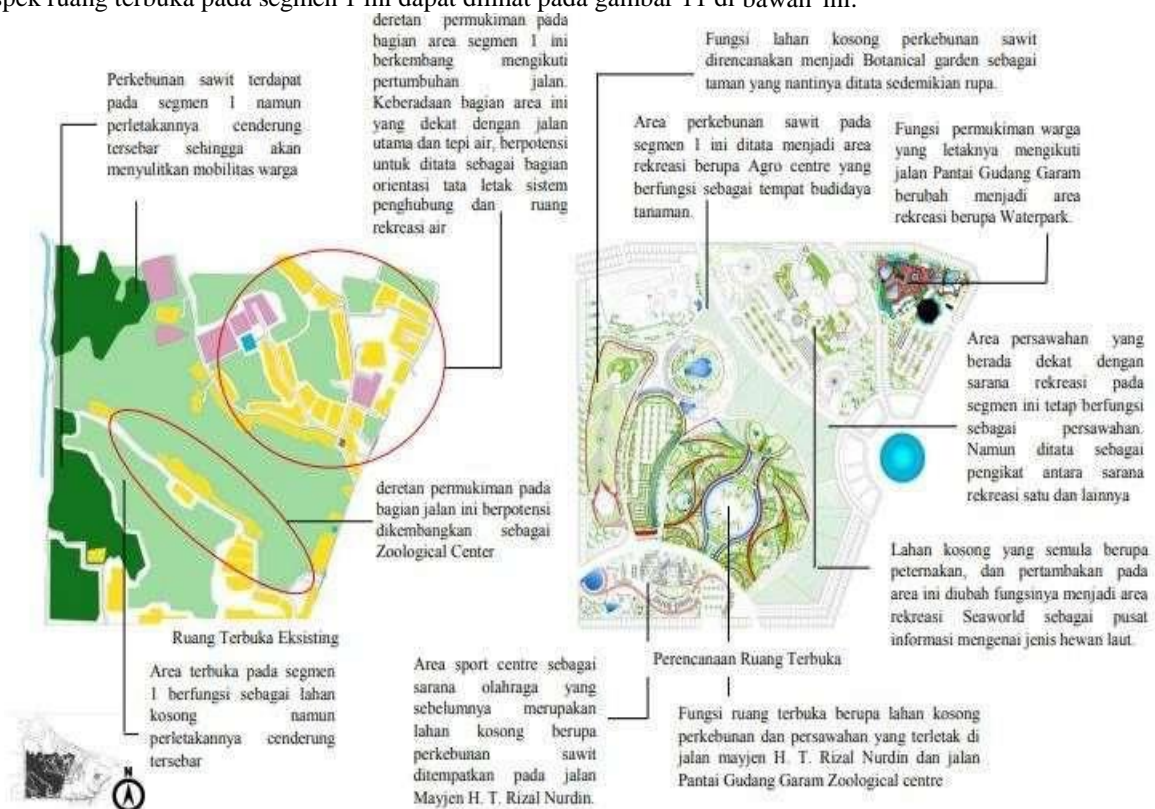 spek ruang terbuka pada segmen 1 ini dapat dilihat pada gambar 11 di bawah ini.
deretan permukiman pada
bagian area segmen 1 ini
berkembang mengikuti
pertumbuhan jalan.
Keberadaan bagian area ini
yang dekat dengan jalan
utama dan tepi air, berpotensi
untuk ditata sebagai bagian
orientasi tata letak sistem
penghubung dan ruang
rekreasi air
Perkebunan sawit terdapat
pada segmen 1 namun
perletakannya cenderung
tersebar sehingga akan
menyulitkan mobilitas warga
Fungsi lahan kosong perkebunan sawit
direncanakan menjadi Botanical garden sebagai
taman yang nantinya ditata sedemikian rupa.
Area perkebunan sawit pada
segmen 1 ini ditata menjadi area
rekreasi berupa Agro centre yang
berfungsi sebagai tempat budidaya
tanaman.
Fungsi permukiman warga
yang letaknya mengikuti
jalan Pantai Gudang Garam
berubah menjadi area
rekreasi berupa Waterpark.
Area persawahan yang
berada dekat dengan
sarana rekreasi pada
segmen ini tetap berfungsi
sebagai persawahan.
Namun ditata sebagai
pengikat antara sarana
rekreasi satu dan lainnya
deretan permukiman pada
bagian jalan ini berpotensi
dikembangkan sebagai
Zoological Center
Lahan kosong yang semula berupa
peternakan, dan pertambakan pada
area ini diubah fungsinya menjadi area
rekreasi Seaworld sebagai pusat
informasi mengenai jenis hewan laut.
Ruang Terbuka Eksisting
Area terbuka pada segmen
1 berfungsi sebagai lahan
kosong namun
perletakannya cenderung
tersebar
Area sport centre sebagai
sarana olahraga yang
sebelumnya merupakan
lahan kosong berupa
perkebunan sawit
ditempatkan pada jalan
Mayjen H. T. Rizal Nurdin.
Perencanaan Ruang Terbuka
Fungsi ruang terbuka berupa lahan kosong
perkebunan dan persawahan yang terletak di
jalan mayjen H. T. Rizal Nurdin dan jalan
Pantai Gudang Garam Zoological centre
N